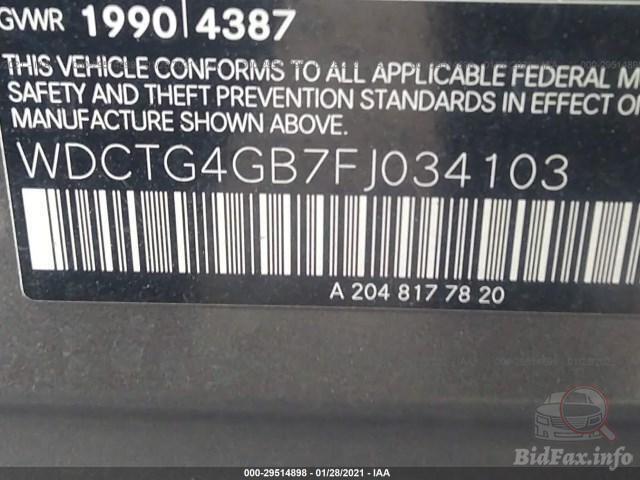 GVWR 1990 4387
THIS VEHICLE CONFORMS TO ALL APPLICABLE FEDERAL M
SAFETY AND THEFT PREVENTION STANDARDS IN EFFECT ON
MANUFACTURE SHOWN ABOVE.
WDCTG4GB7FJ034103
A 204 817 78 20
BidFax.info
000-29514898 - 01/28/2021 - IAA